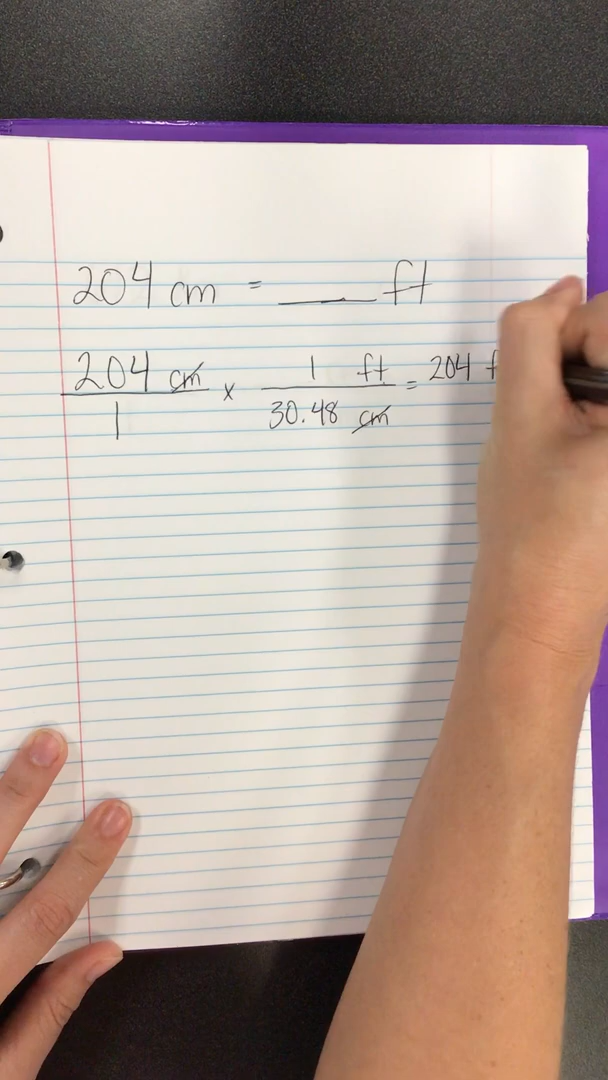 204 cm = ___ ft
204 cm 1 ft = 204 f
1 x 30.48 cm